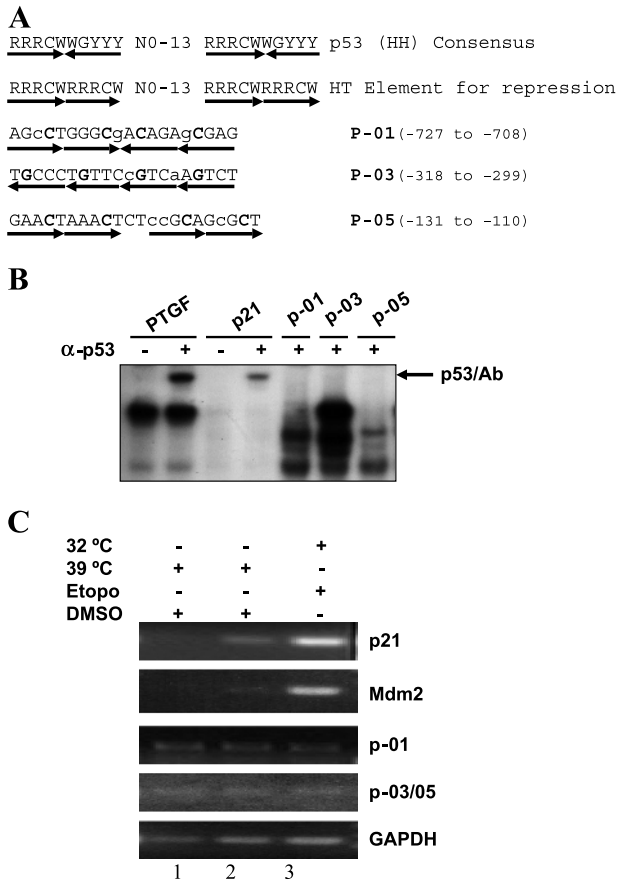 A
RRRCWWGYYY N0-13 RRRCWWGYYY p53 (HH) Consensus
RRRCWRRRCW N0-13 RRRCWRRRCW HT Element for repression
AGcCTGGGCgACAGAgCGAG P-01(-727 to -708)
TGCCCTGTTCcGTCaAGTCT P-03(-318 to -299)
GAACTAAACTCTccGCAGcGCT P-05(-131 to -110)
B
PTGF p21 p-01 p-03 p-05
α-p53 - + - + + + +
p53/Ab
C
32 ºC - - +
39 ºC + + -
Etopo - - +
DMSO + + -
p21
Mdm2
p-01
p-03/05
GAPDH
1 2 3